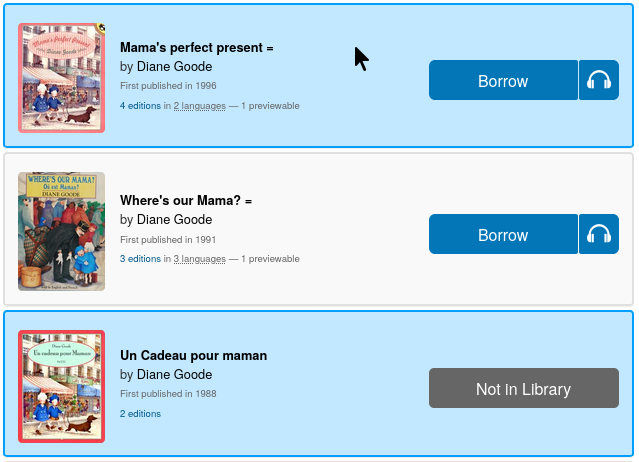 Mama's Perfect Present
Diane Goode
Mama's perfect present =
by Diane Goode
First published in 1996
4 editions in 2 languages — 1 previewable
Borrow
WHERE'S OUR MAMA?
Où est Maman?
DIANE GOODE
Where's our Mama? =
by Diane Goode
First published in 1991
3 editions in 3 languages — 1 previewable
Borrow
Diane Goode
Un cadeau pour Maman
Un Cadeau pour maman
by Diane Goode
First published in 1988
2 editions
Not in Library